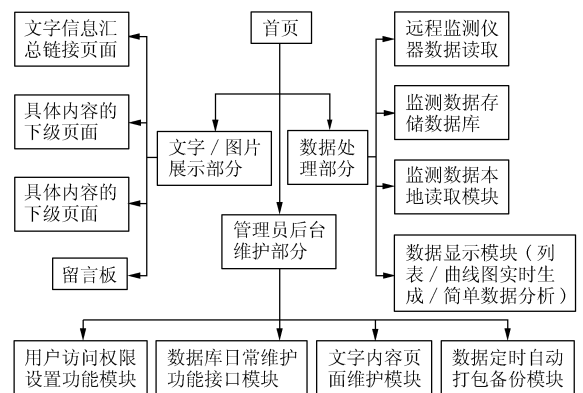 文字信息汇
总链接页面
首页
远程监测仪
器数据读取
具体内容的
下级页面
监测数据存
储数据库
文字/图片
展示部分
数据处
理部分
具体内容的
下级页面
监测数据本
地读取模块
管理员后台
维护部分
留言板
数据显示模块(列
表/曲线图实时生
成/简单数据分析)
用户访问权限
设置功能模块
数据库日常维护
功能接口模块
文字内容页
面维护模块
数据定时自动
打包备份模块